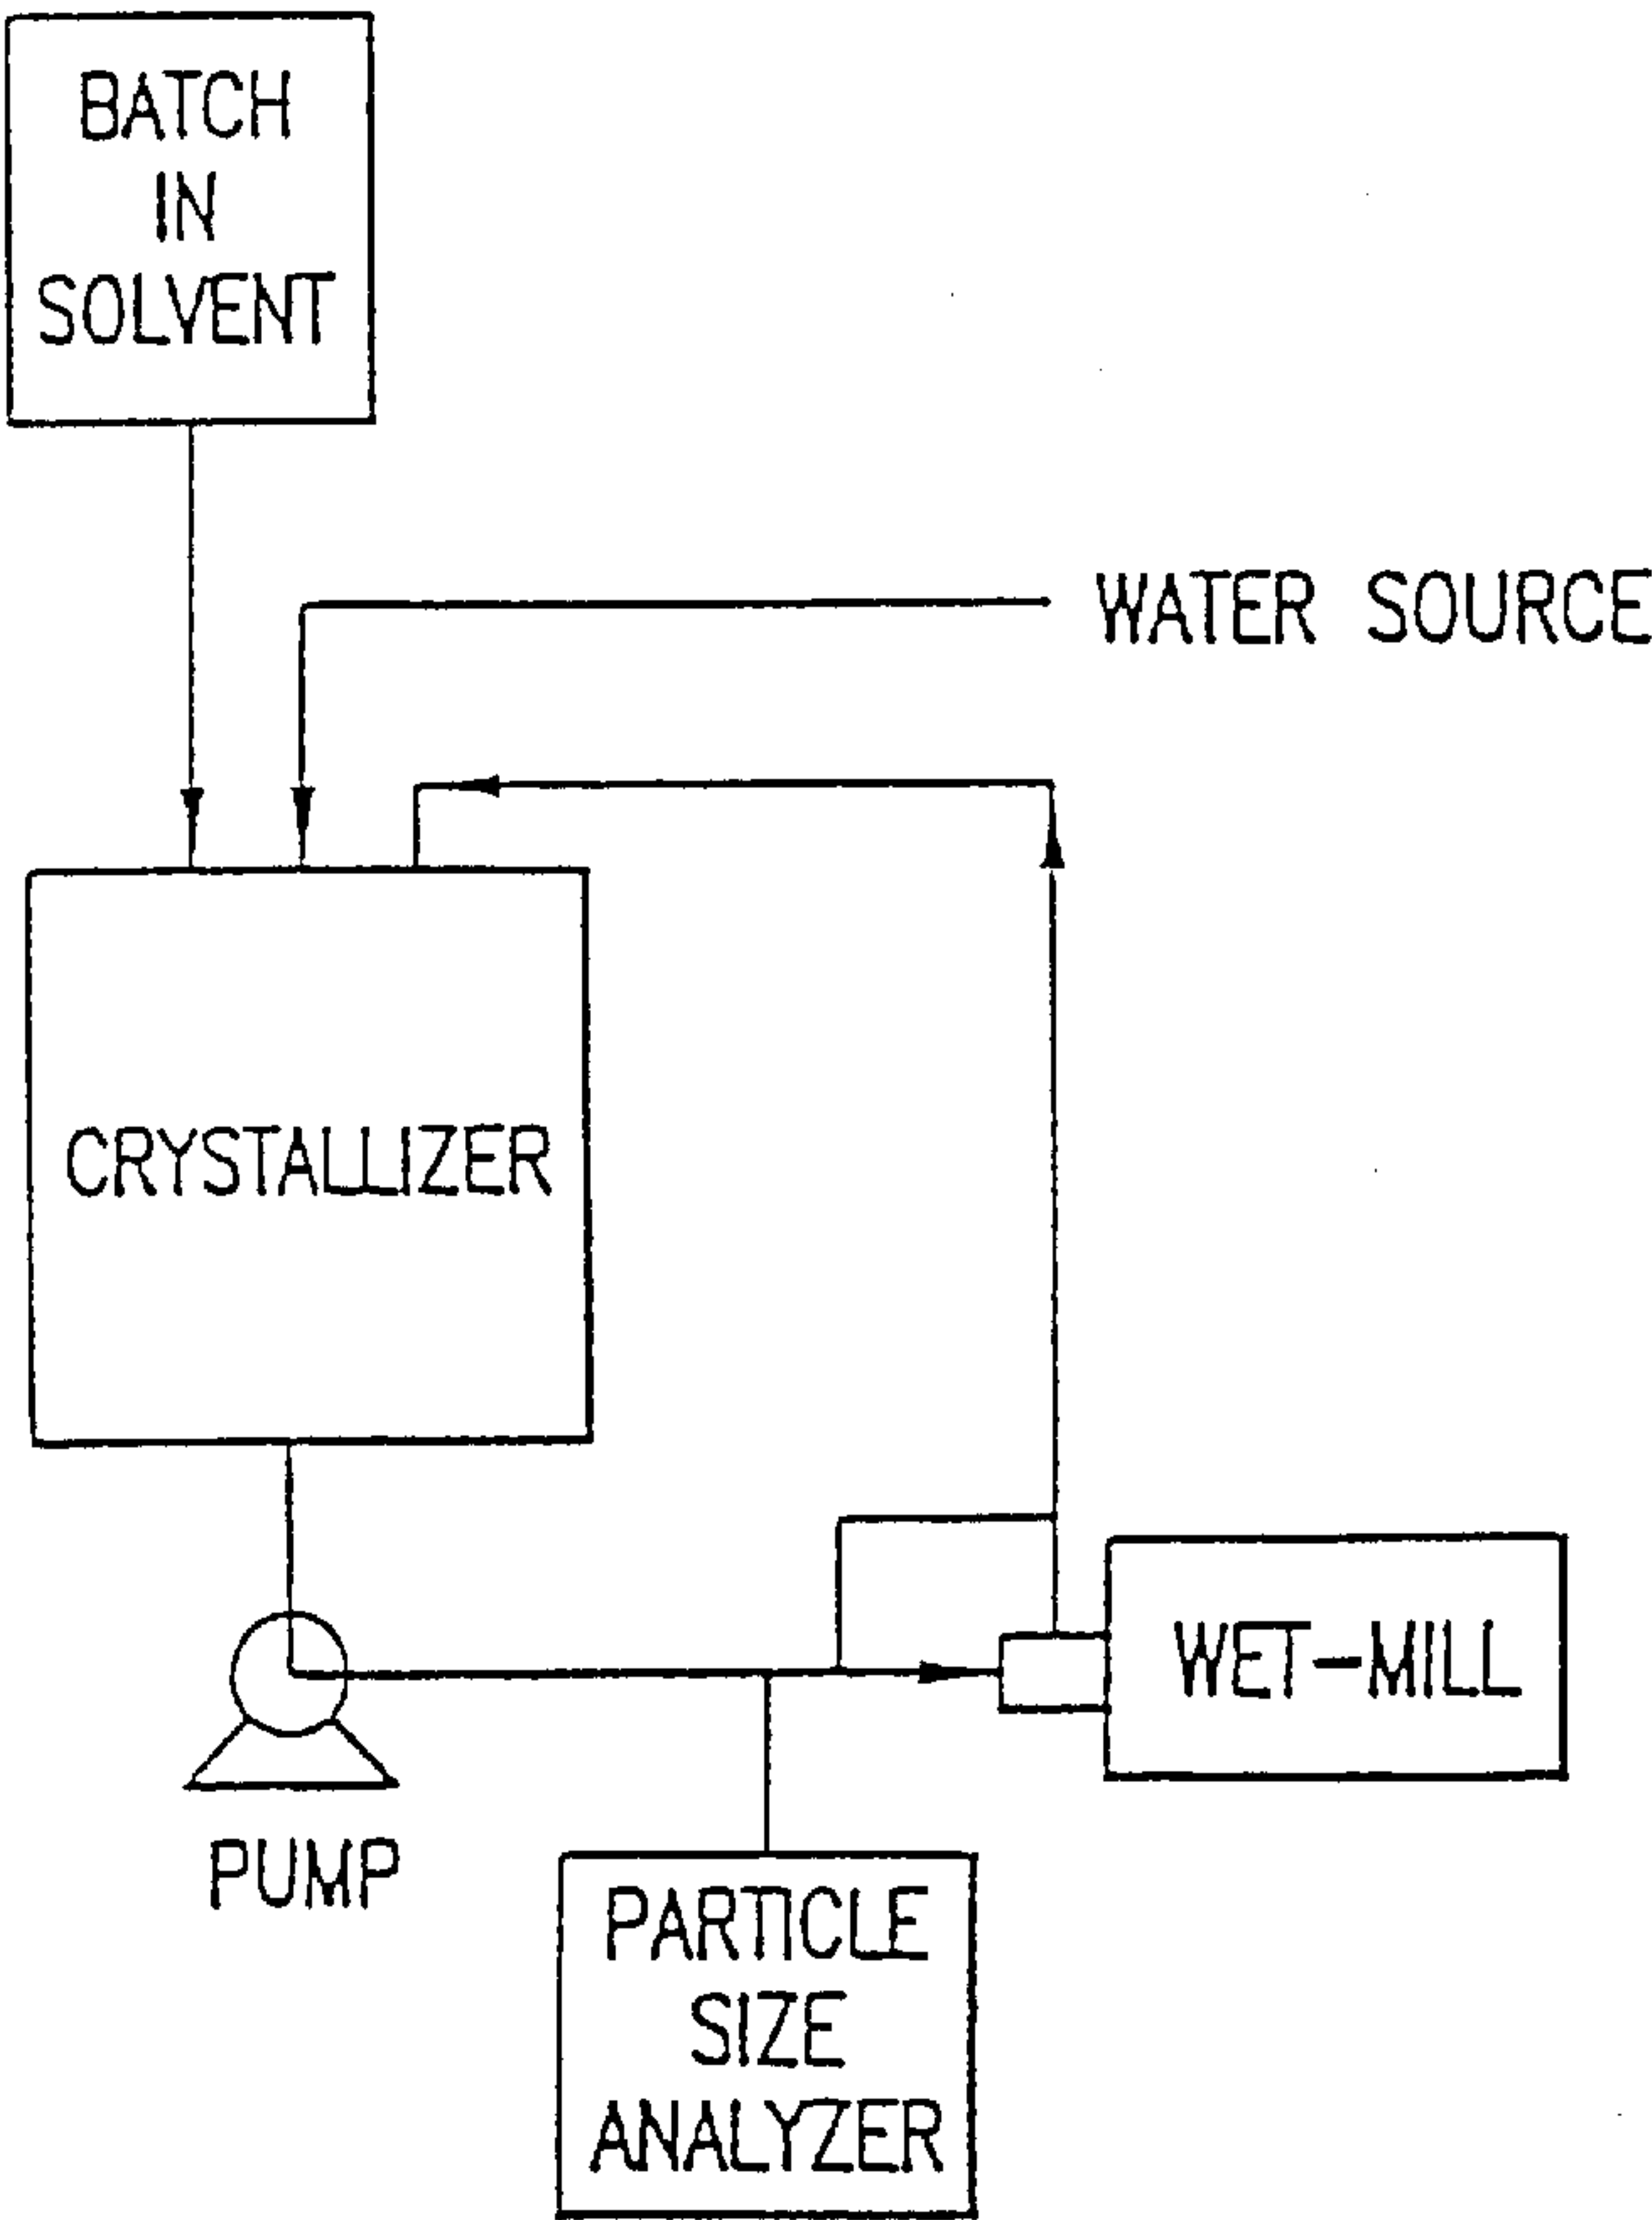 BATCH
IN
SOLVENT
WATER SOURCE
CRYSTALLIZER
WET-MILL
PUMP
PARTICLE
SIZE
ANALYZER